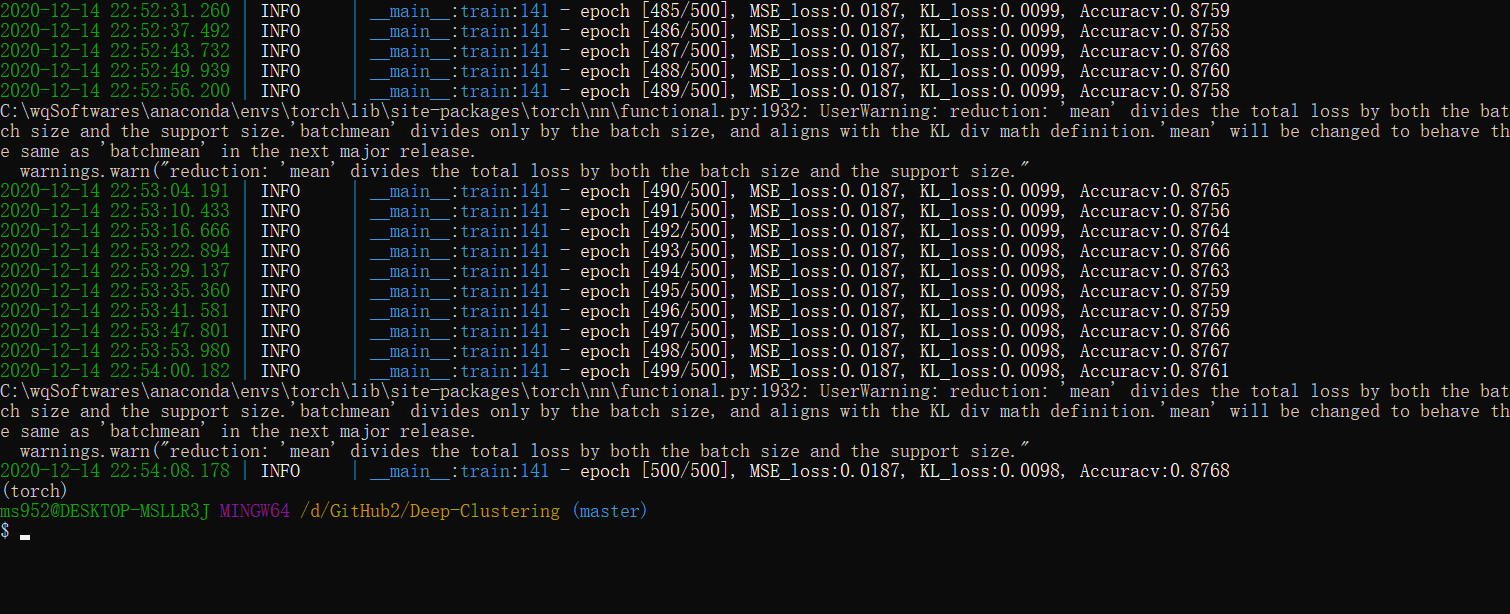 2020-12-14 22:52:31.260 | INFO     | __main__:train:141 - epoch [485/500], MSE_loss:0.0187, KL_loss:0.0099, Accuracy:0.8759
2020-12-14 22:52:37.492 | INFO     | __main__:train:141 - epoch [486/500], MSE_loss:0.0187, KL_loss:0.0099, Accuracy:0.8758
2020-12-14 22:52:43.732 | INFO     | __main__:train:141 - epoch [487/500], MSE_loss:0.0187, KL_loss:0.0099, Accuracy:0.8768
2020-12-14 22:52:49.939 | INFO     | __main__:train:141 - epoch [488/500], MSE_loss:0.0187, KL_loss:0.0099, Accuracy:0.8760
2020-12-14 22:52:56.200 | INFO     | __main__:train:141 - epoch [489/500], MSE_loss:0.0187, KL_loss:0.0099, Accuracy:0.8758
C:\wqSoftwares\anaconda\envs\torch\lib\site-packages\torch\nn\functional.py:1932: UserWarning: reduction: 'mean' divides the total loss by both the bat
ch size and the support size.'batchmean' divides only by the batch size, and aligns with the KL div math definition.'mean' will be changed to behave th
e same as 'batchmean' in the next major release.
  warnings.warn("reduction: 'mean' divides the total loss by both the batch size and the support size."
2020-12-14 22:53:04.191 | INFO     | __main__:train:141 - epoch [490/500], MSE_loss:0.0187, KL_loss:0.0099, Accuracy:0.8765
2020-12-14 22:53:10.433 | INFO     | __main__:train:141 - epoch [491/500], MSE_loss:0.0187, KL_loss:0.0099, Accuracy:0.8756
2020-12-14 22:53:16.666 | INFO     | __main__:train:141 - epoch [492/500], MSE_loss:0.0187, KL_loss:0.0099, Accuracy:0.8764
2020-12-14 22:53:22.894 | INFO     | __main__:train:141 - epoch [493/500], MSE_loss:0.0187, KL_loss:0.0098, Accuracy:0.8766
2020-12-14 22:53:29.137 | INFO     | __main__:train:141 - epoch [494/500], MSE_loss:0.0187, KL_loss:0.0098, Accuracy:0.8763
2020-12-14 22:53:35.360 | INFO     | __main__:train:141 - epoch [495/500], MSE_loss:0.0187, KL_loss:0.0098, Accuracy:0.8759
2020-12-14 22:53:41.581 | INFO     | __main__:train:141 - epoch [496/500], MSE_loss:0.0187, KL_loss:0.0098, Accuracy:0.8759
2020-12-14 22:53:47.801 | INFO     | __main__:train:141 - epoch [497/500], MSE_loss:0.0187, KL_loss:0.0098, Accuracy:0.8766
2020-12-14 22:53:53.980 | INFO     | __main__:train:141 - epoch [498/500], MSE_loss:0.0187, KL_loss:0.0098, Accuracy:0.8767
2020-12-14 22:54:00.182 | INFO     | __main__:train:141 - epoch [499/500], MSE_loss:0.0187, KL_loss:0.0098, Accuracy:0.8761
C:\wqSoftwares\anaconda\envs\torch\lib\site-packages\torch\nn\functional.py:1932: UserWarning: reduction: 'mean' divides the total loss by both the bat
ch size and the support size.'batchmean' divides only by the batch size, and aligns with the KL div math definition.'mean' will be changed to behave th
e same as 'batchmean' in the next major release.
  warnings.warn("reduction: 'mean' divides the total loss by both the batch size and the support size."
2020-12-14 22:54:08.178 | INFO     | __main__:train:141 - epoch [500/500], MSE_loss:0.0187, KL_loss:0.0098, Accuracy:0.8768
(torch)
ms952@DESKTOP-MSLLR3J MINGW64 /d/GitHub2/Deep-Clustering (master)
$